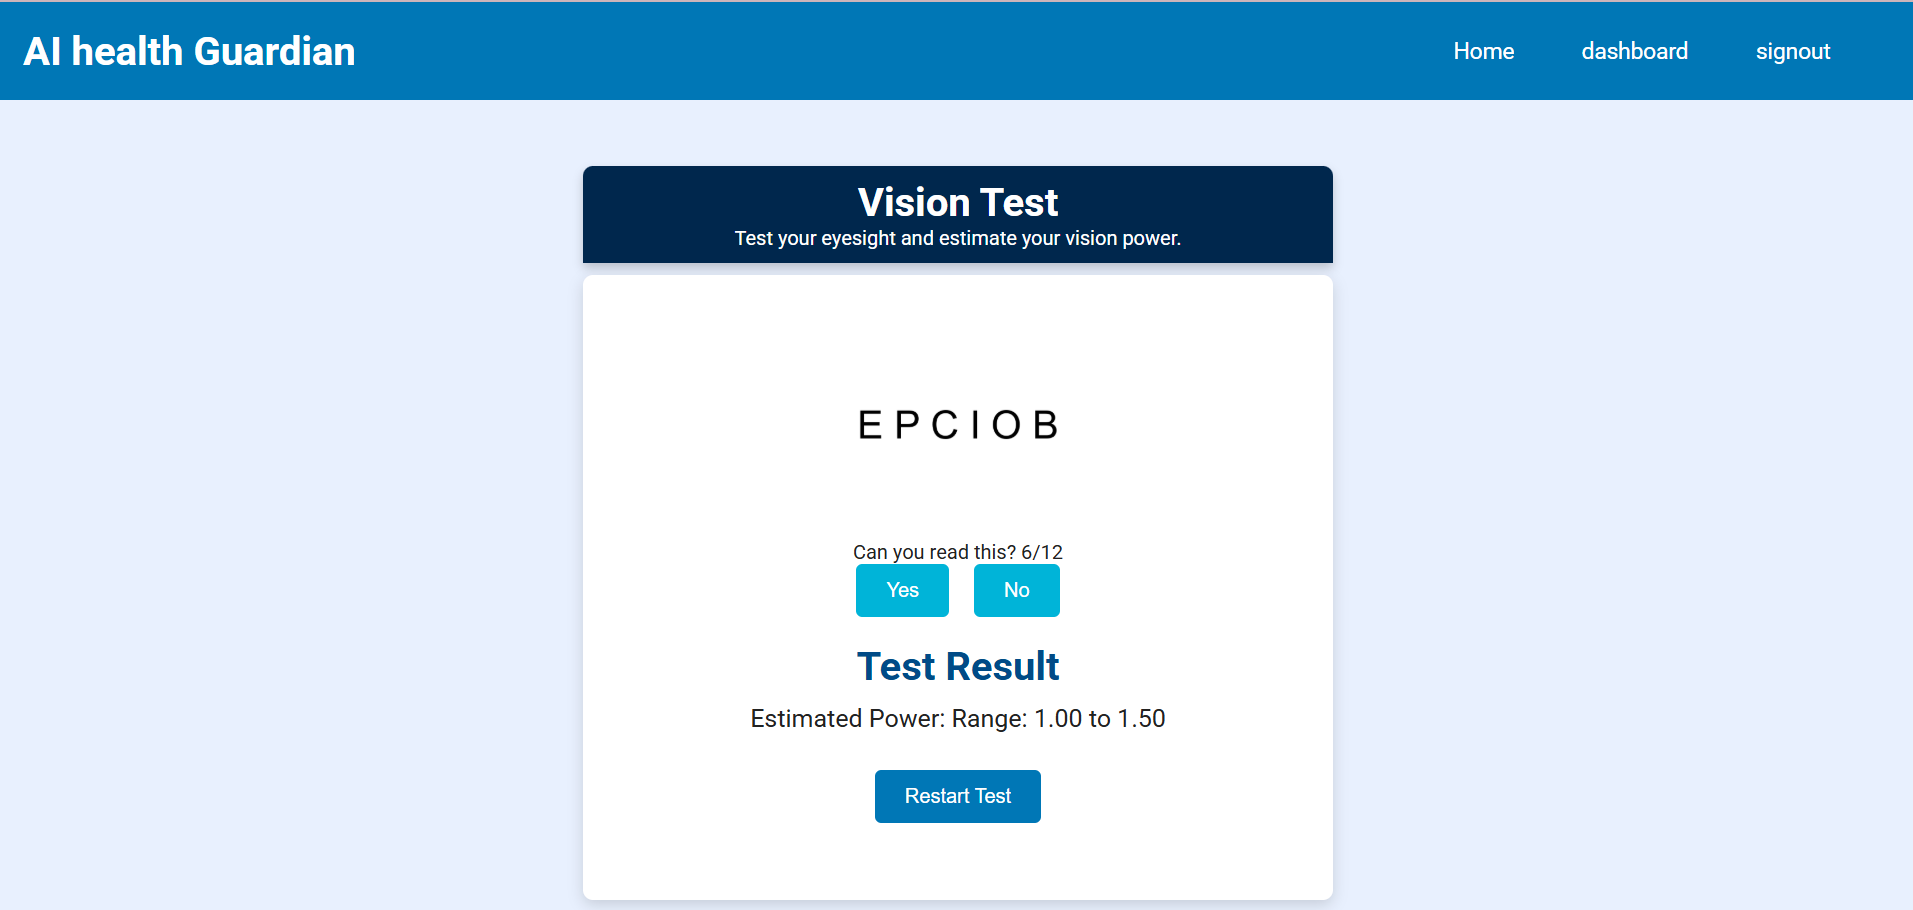 AI health Guardian
Home dashboard signout
Vision Test
Test your eyesight and estimate your vision power.
E P C I O B
Can you read this? 6/12
Yes No
Test Result
Estimated Power: Range: 1.00 to 1.50
Restart Test